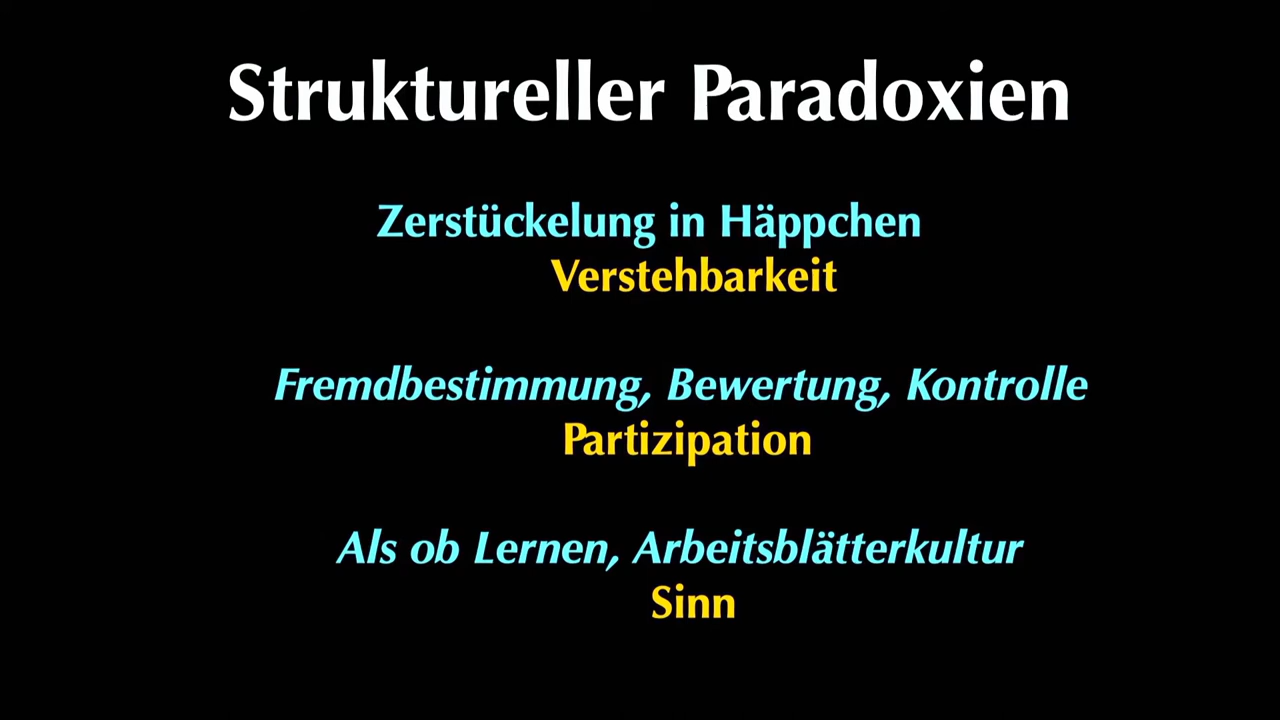 Struktureller Paradoxien
Zerstückelung in Häppchen
Verstehbarkeit
Fremdbestimmung, Bewertung, Kontrolle
Partizipation
Als ob Lernen, Arbeitsblätterkultur
Sinn